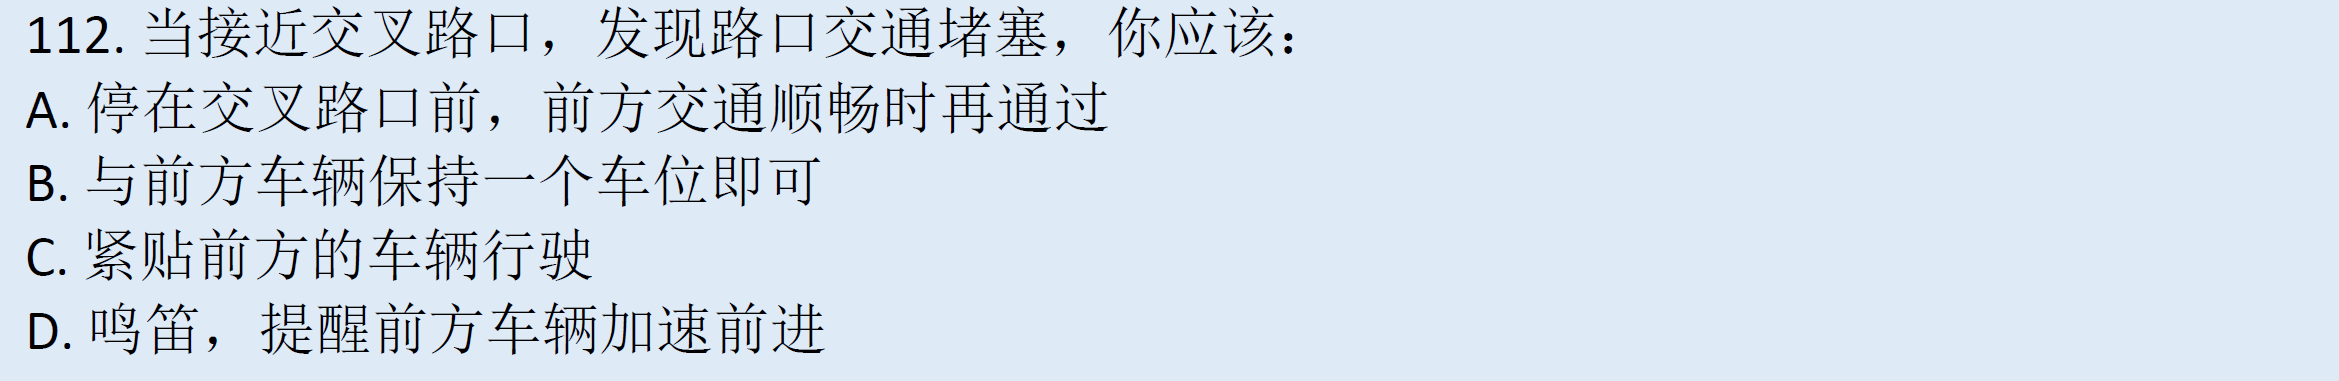 112. 当接近交叉路口，发现路口交通堵塞，你应该：
A. 停在交叉路口前，前方交通顺畅时再通过
B. 与前方车辆保持一个车位即可
C. 紧贴前方的车辆行驶
D. 鸣笛，提醒前方车辆加速前进